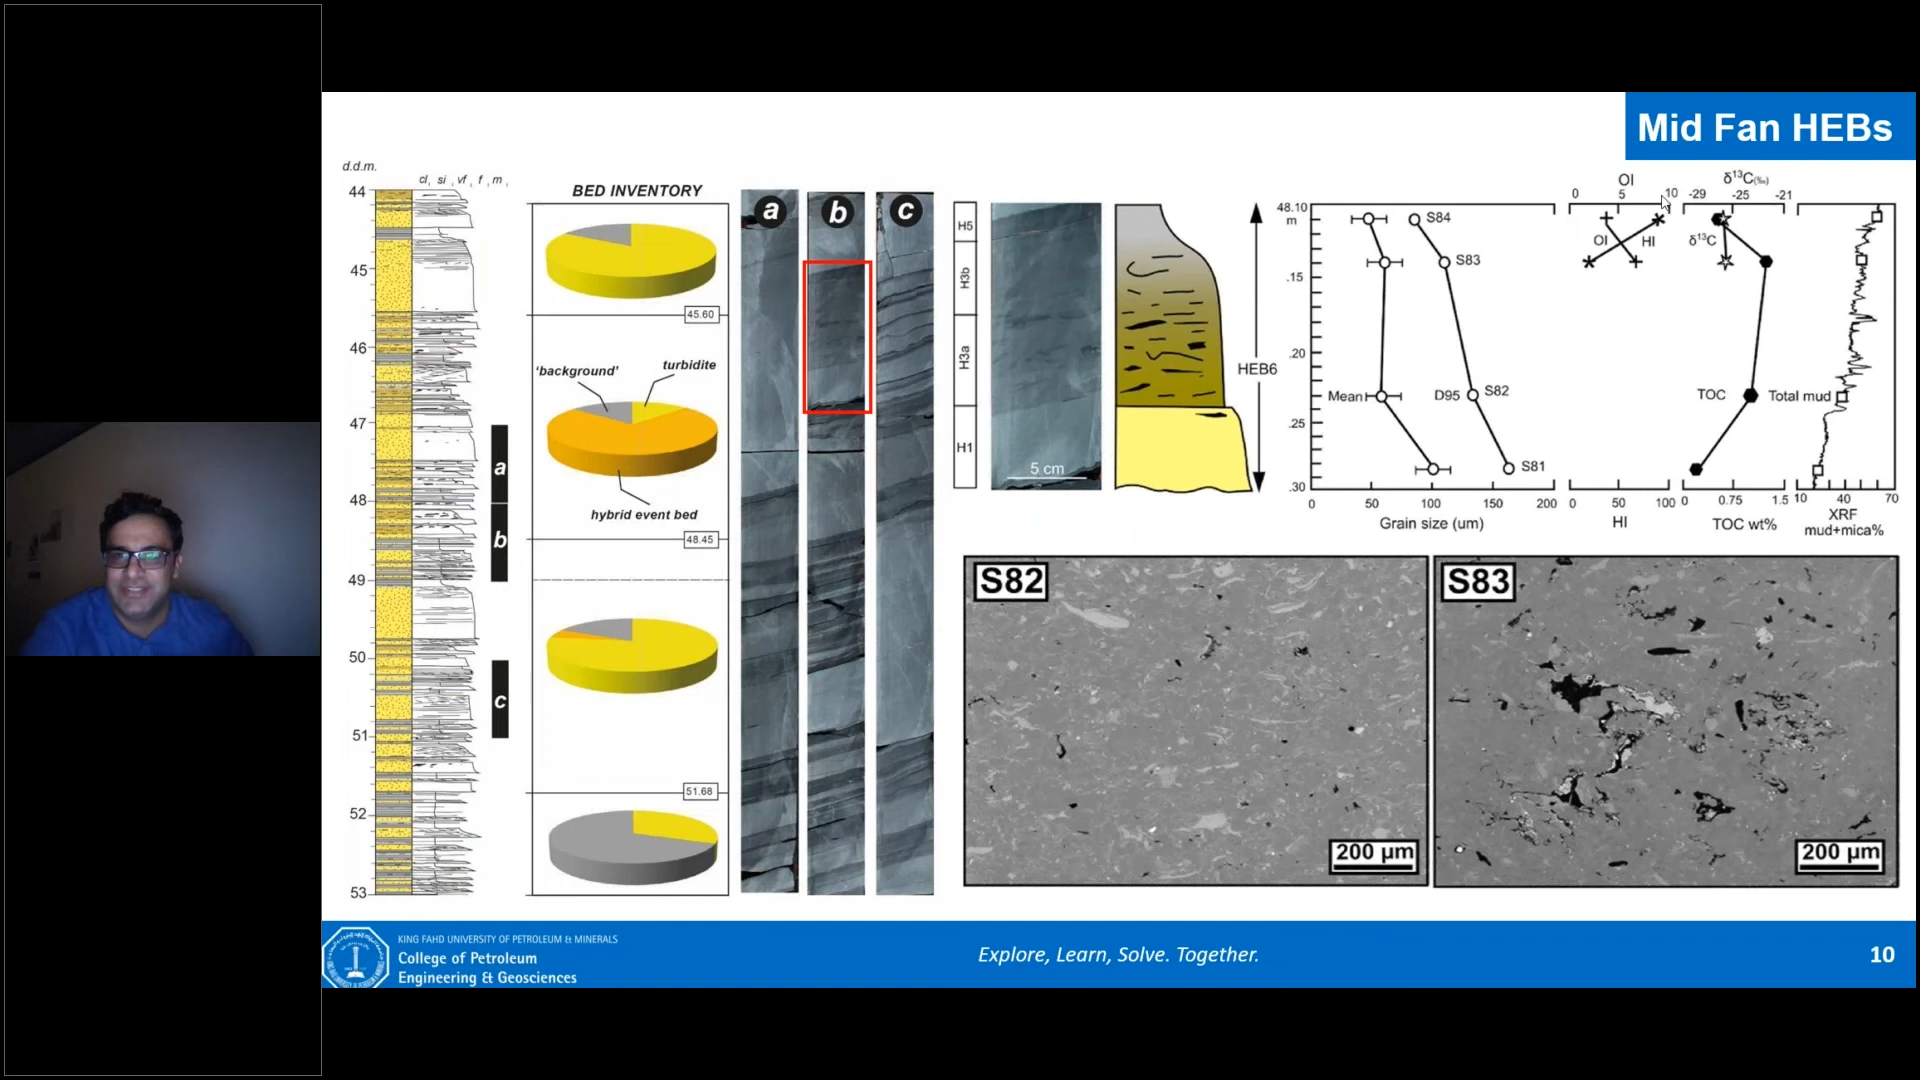 Mid Fan HEBs
d.d.m.
cl, si, vf, f, m,
44
45
46
47
48
49
50
51
52
53
a
b
c
BED INVENTORY
45.60
'background'
turbidite
hybrid event bed
48.45
51.68
a
b
c
H5
H3b
H3a
H1
5 cm
HEB6
48.10
m
.15
.20
.25
.30
S84
S83
Mean
D95
S82
S81
0 50 100 150 200
Grain size (um)
OI
0 5 10
OI
HI
0 50 100
HI
δ¹³C(‰)
-29 -25 -21
δ¹³C
TOC
0 0.75 1.5
TOC wt%
Total mud
10 40 70
XRF
mud+mica%
S82
200 µm
S83
200 µm
KING FAHD UNIVERSITY OF PETROLEUM & MINERALS
College of Petroleum
Engineering & Geosciences
Explore, Learn, Solve. Together.
10